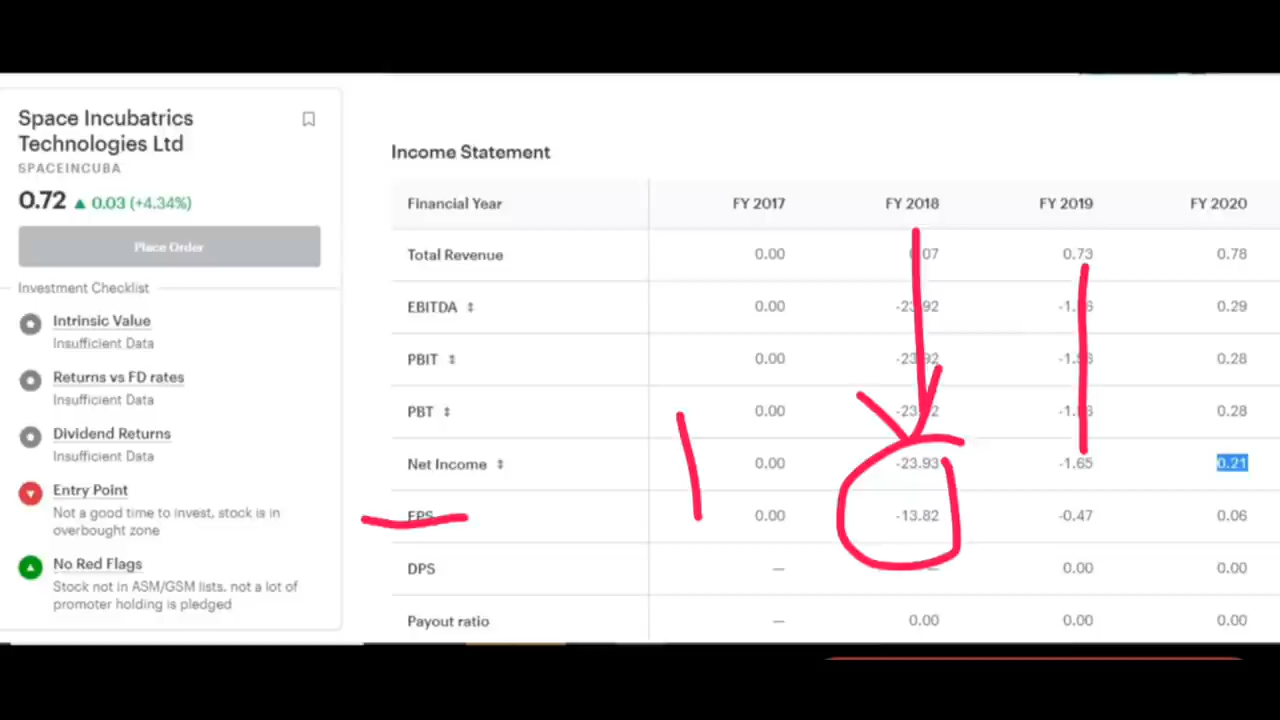 Space Incubatrics
Technologies Ltd
SPACEINCUBA
0.72 ▲ 0.03 (+4.34%)
Place Order
Investment Checklist
Intrinsic Value
Insufficient Data
Returns vs FD rates
Insufficient Data
Dividend Returns
Insufficient Data
Entry Point
Not a good time to invest, stock is in
overbought zone
No Red Flags
Stock not in ASM/GSM lists, not a lot of
promoter holding is pledged
Income Statement
Financial Year FY 2017 FY 2018 FY 2019 FY 2020
Total Revenue 0.00 0.73 0.78
EBITDA 0.00 0.29
PBIT 0.00 0.28
PBT 0.00 0.28
Net Income 0.00 -23.93 -1.65 0.21
EPS 0.00 -13.82 -0.47 0.06
DPS — — 0.00 0.00
Payout ratio — 0.00 0.00 0.00